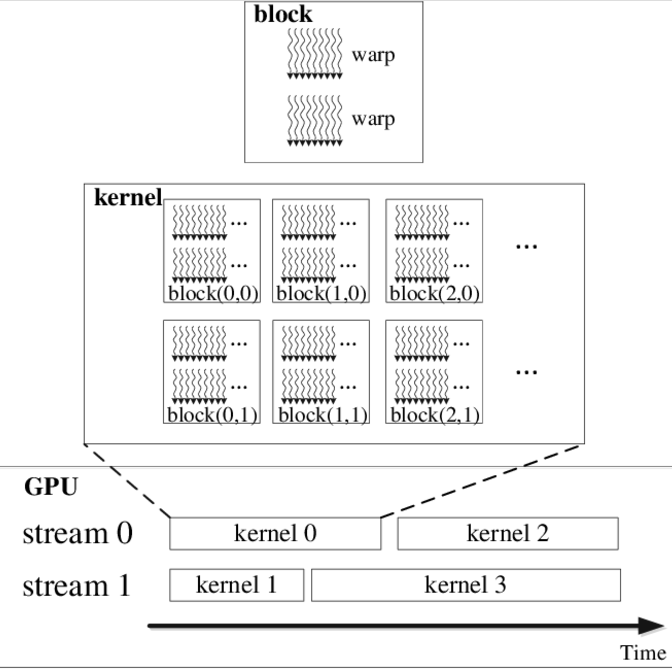 block
warp
warp
kernel
... ... ... ...
... ... ...
block(0,0) block(1,0) block(2,0)
... ... ... ...
... ... ...
block(0,1) block(1,1) block(2,1)
GPU
stream 0 kernel 0 kernel 2
stream 1 kernel 1 kernel 3
Time